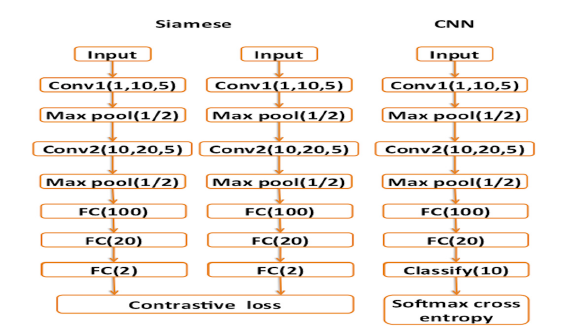 Siamese
CNN
Input
Input
Input
Conv1(1,10,5)
Conv1(1,10,5)
Conv1(1,10,5)
Max pool(1/2)
Max pool(1/2)
Max pool(1/2)
Conv2(10,20,5)
Conv2(10,20,5)
Conv2(10,20,5)
Max pool(1/2)
Max pool(1/2)
Max pool(1/2)
FC(100)
FC(100)
FC(100)
FC(20)
FC(20)
FC(20)
FC(2)
FC(2)
Classify(10)
Contrastive loss
Softmax cross
entropy